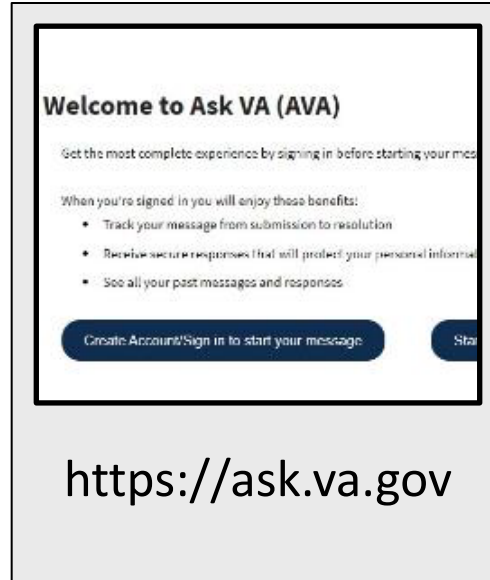 Welcome to Ask VA (AVA)
Get the most complete experience by signing in before starting your mes
When you're signed in you will enjoy these benefits:
• Track your message from submission to resolution
• Receive secure responses that will protect your personal informat
• See all your past messages and responses
Create Account/Sign in to start your message
Star
https://ask.va.gov